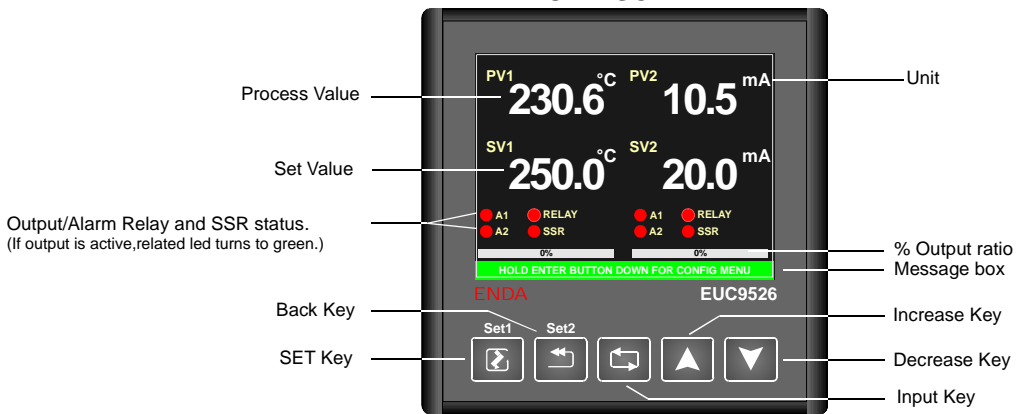 PV1 °C PV2 mA
Unit
Process Value
230.6 10.5
SV1 °C SV2 mA
Set Value
250.0 20.0
A1 RELAY A1 RELAY
A2 SSR A2 SSR
Output/Alarm Relay and SSR status.
(If output is active,related led turns to green.)
0% 0%
% Output ratio
HOLD ENTER BUTTON DOWN FOR CONFIG MENU
Message box
ENDA EUC9526
Back Key
Increase Key
Set1 Set2
SET Key
Decrease Key
Input Key